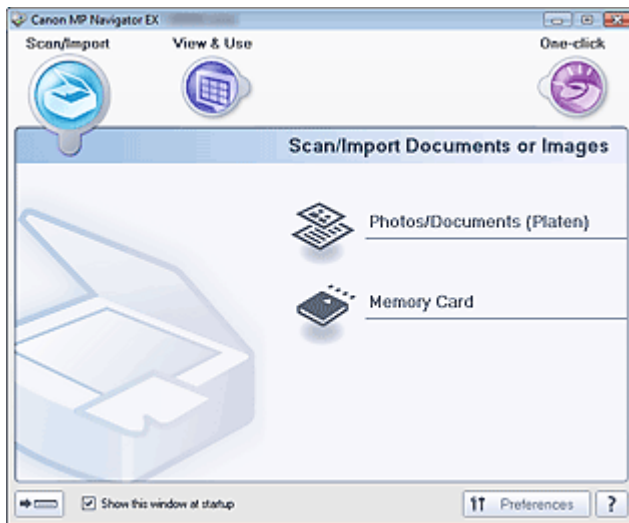 Canon MP Navigator EX
Scan/Import
View & Use
One-click
Scan/Import Documents or Images
Photos/Documents (Platen)
Memory Card
Show this window at startup
Preferences
?